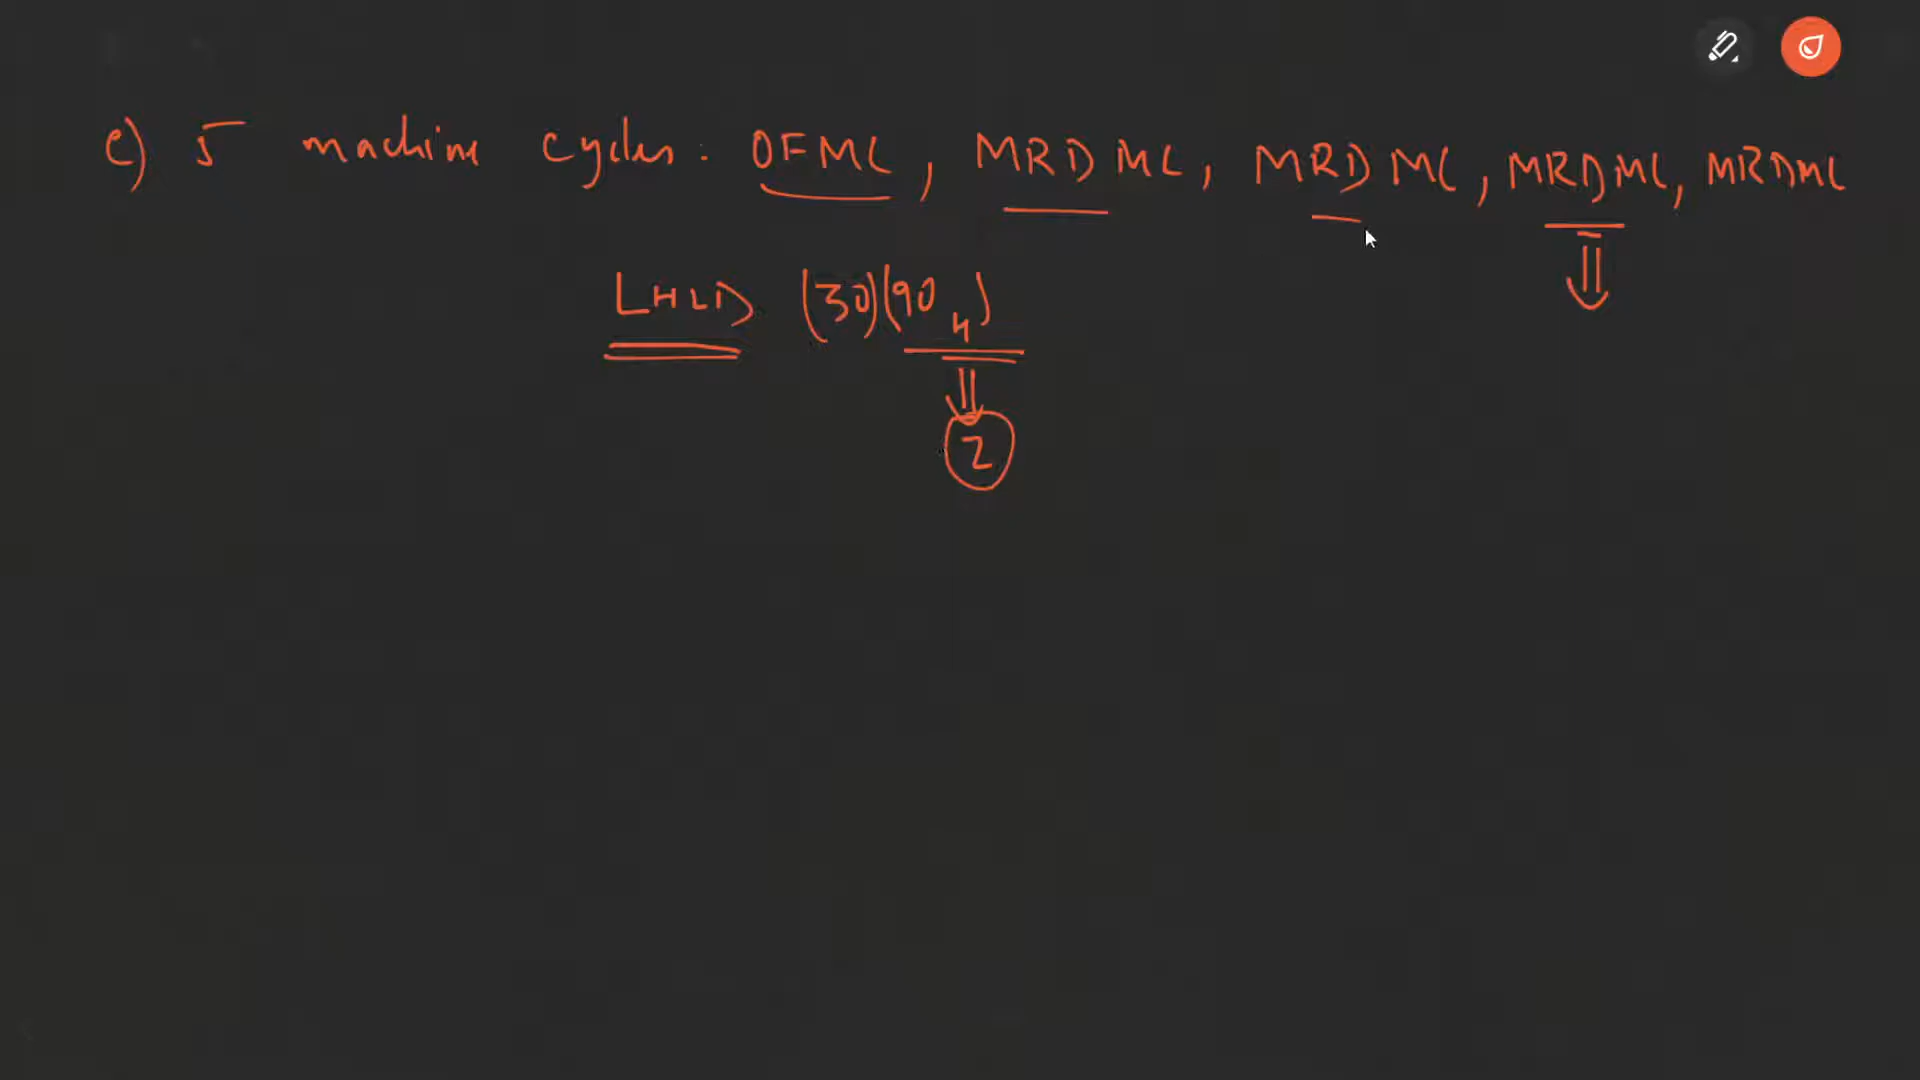 e) 5 machine cycles : OFMC, MRDMC, MRDMC, MRDMC, MRDMC
LHLD (30)(90H)
2